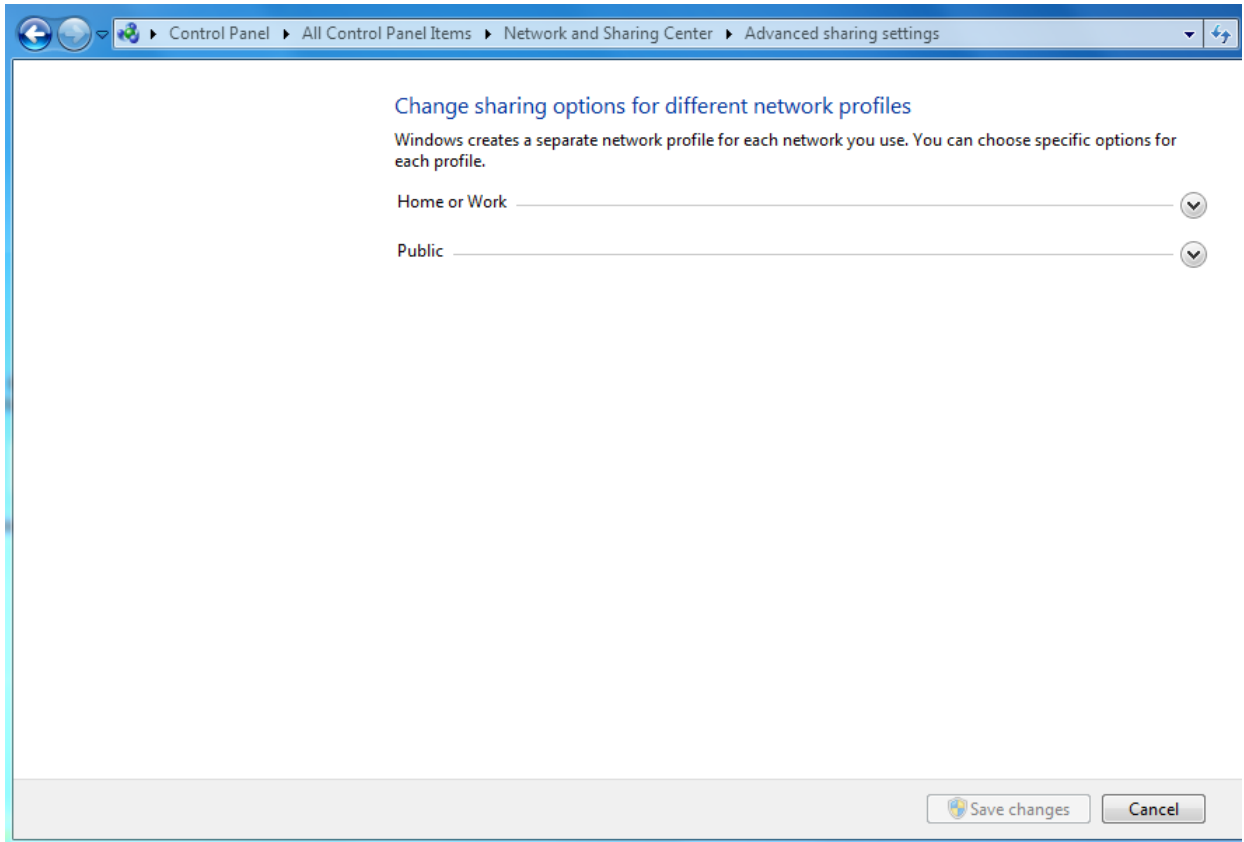 Control Panel All Control Panel Items Network and Sharing Center Advanced sharing settings
Change sharing options for different network profiles
Windows creates a separate network profile for each network you use. You can choose specific options for
each profile.
Home or Work
Public
Save changes Cancel